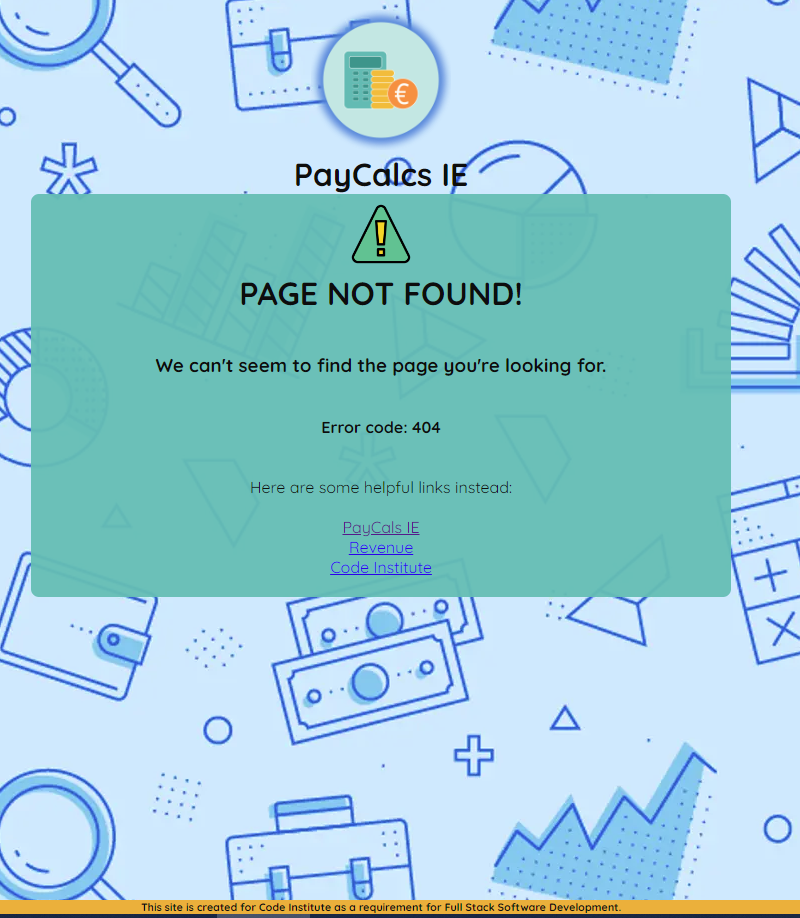 €
PayCalcs IE
!
PAGE NOT FOUND!
We can't seem to find the page you're looking for.
Error code: 404
Here are some helpful links instead:
PayCals IE
Revenue
Code Institute
This site is created for Code Institute as a requirement for Full Stack Software Development.